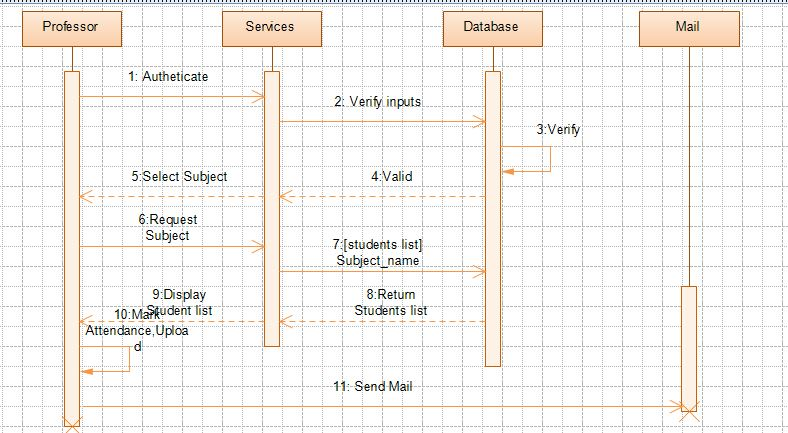 Professor
Services
Database
Mail
1: Autheticate
2: Verify inputs
3:Verify
4:Valid
5:Select Subject
6:Request
Subject
7:[students list]
Subject_name
8:Return
Students list
9:Display
Student list
10:Mark
Attendance,Uploa
d
11: Send Mail